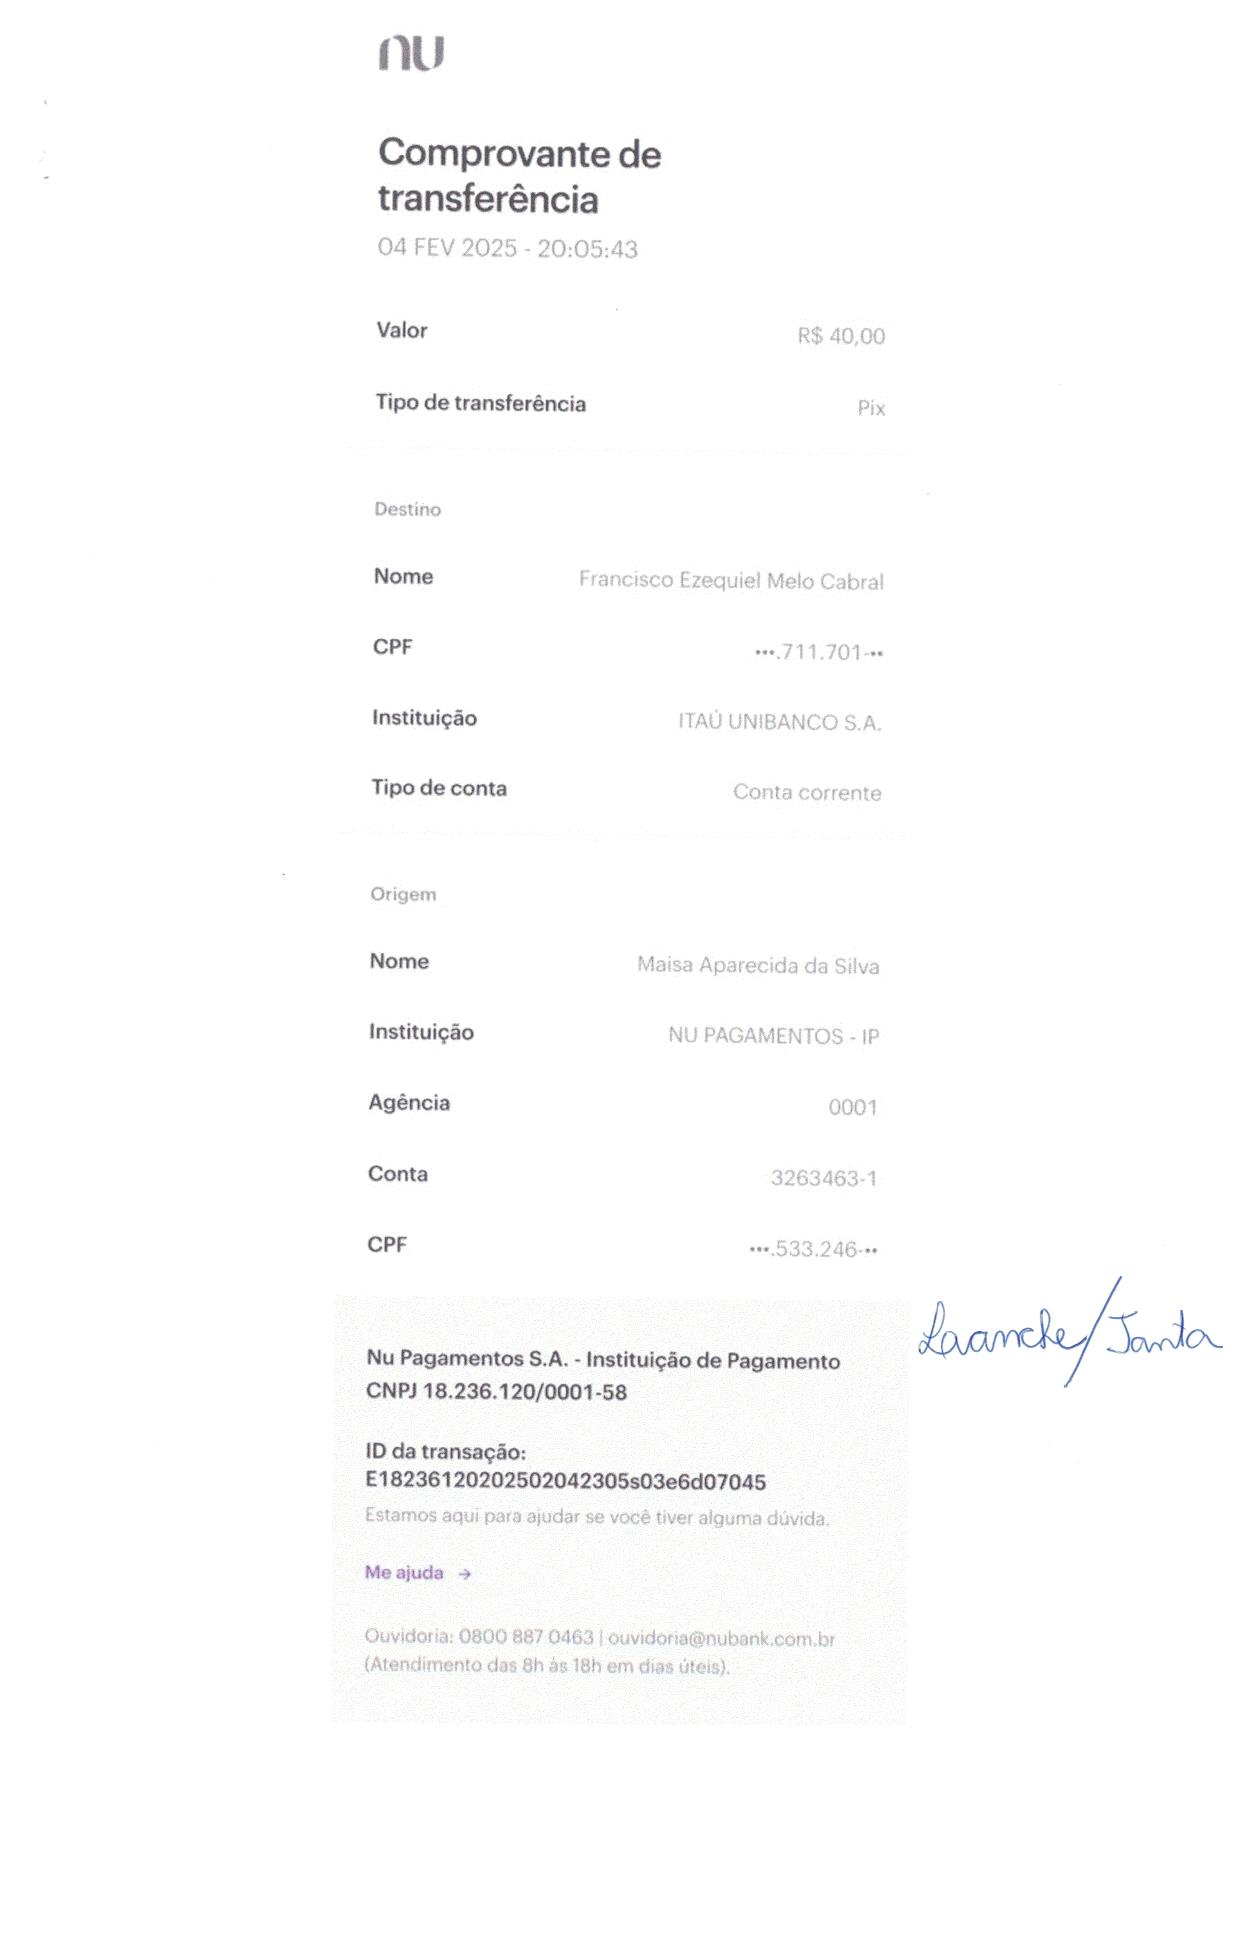 nu
Comprovante de
transferência
04 FEV 2025 - 20:05:43
Valor R$ 40,00
Tipo de transferência Pix
Destino
Nome Francisco Ezequiel Melo Cabral
CPF •••.711.701-••
Instituição ITAÚ UNIBANCO S.A.
Tipo de conta Conta corrente
Origem
Nome Maisa Aparecida da Silva
Instituição NU PAGAMENTOS - IP
Agência 0001
Conta 3263463-1
CPF •••.533.246-••
Laanche/Janta
Nu Pagamentos S.A. - Instituição de Pagamento
CNPJ 18.236.120/0001-58
ID da transação:
E18236120202502042305s03e6d07045
Estamos aqui para ajudar se você tiver alguma dúvida.
Me ajuda →
Ouvidoria: 0800 887 0463 | ouvidoria@nubank.com.br
(Atendimento das 8h às 18h em dias úteis).